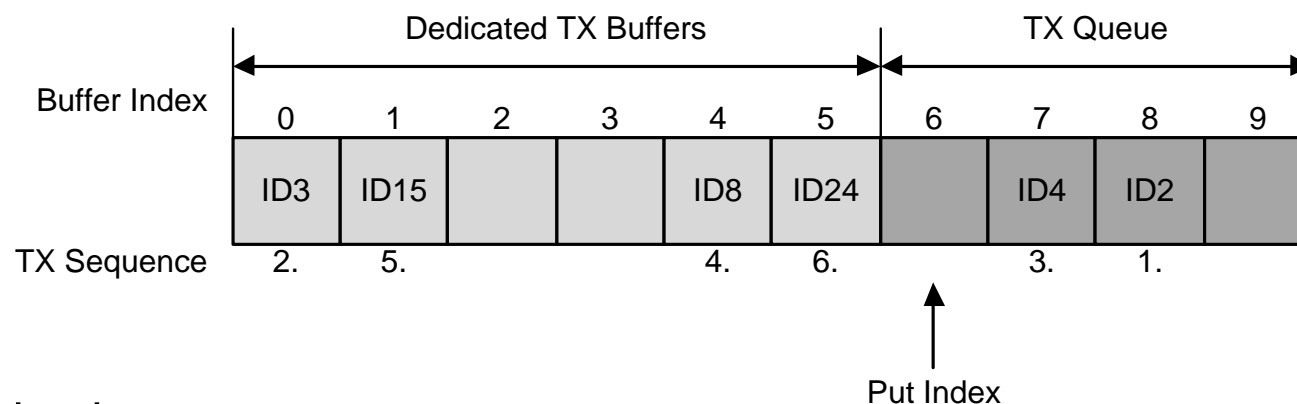 Dedicated TX Buffers TX Queue
Buffer Index 0 1 2 3 4 5 6 7 8 9
ID3 ID15 ID8 ID24 ID4 ID2
TX Sequence 2. 5. 4. 6. 3. 1.
Put Index